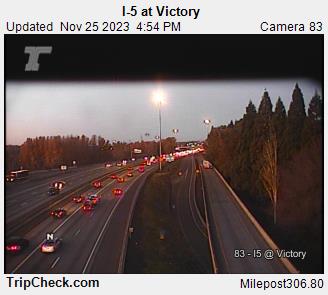 I-5 at Victory
Updated Nov 25 2023 4:54 PM Camera 83
T
N
83 - I5 @ Victory
TripCheck.com Milepost306.80